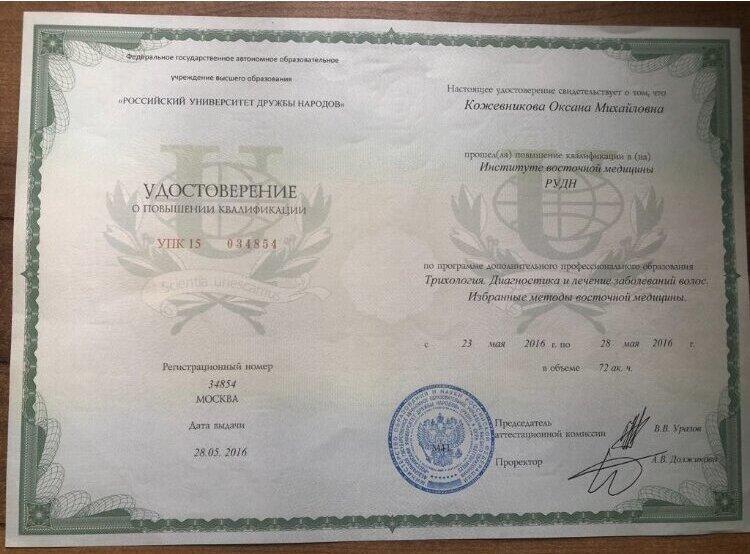 Федеральное государственное автономное образовательное
учреждение высшего образования
«РОССИЙСКИЙ УНИВЕРСИТЕТ ДРУЖБЫ НАРОДОВ»
УДОСТОВЕРЕНИЕ
О ПОВЫШЕНИИ КВАЛИФИКАЦИИ
УПК 15 034854
Scientia unescamus
Регистрационный номер
34854
МОСКВА
Дата выдачи
28.05. 2016
Настоящее удостоверение свидетельствует о том, что
Кожевникова Оксана Михайловна
прошел(ла) повышение квалификации в (на)
Институте восточной медицины
РУДН
по программе дополнительного профессионального образования
Трихология. Диагностика и лечение заболеваний волос.
Избранные методы восточной медицины.
с 23 мая 2016 г. по 28 мая 2016 г.
в объеме 72 ак. ч.
Председатель
аттестационной комиссии В.В. Уразов
М.П.
Проректор А.В. Должикова